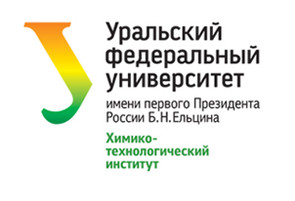 Уральский
федеральный
университет
имени первого Президента
России Б.Н.Ельцина
Химико-
технологический
институт